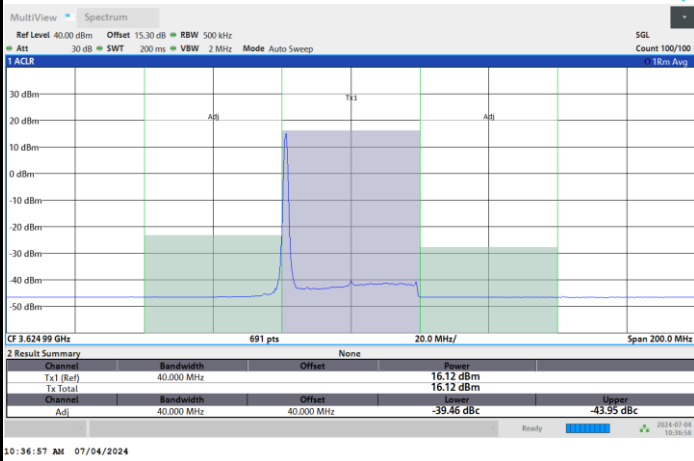 MultiView Spectrum
Ref Level 40.00 dBm Offset 15.30 dB RBW 500 kHz SGL
Att 30 dB SWT 200 ms VBW 2 MHz Mode Auto Sweep Count 100/100
1 ACLR 1Rm Avg
30 dBm
Tx1
20 dBm Adj Adj
10 dBm
0 dBm
-10 dBm
-20 dBm
-30 dBm
-40 dBm
-50 dBm
CF 3.624 99 GHz 691 pts 20.0 MHz/ Span 200.0 MHz
2 Result Summary None
Channel Bandwidth Offset Power
Tx1 (Ref) 40.000 MHz 16.12 dBm
Tx Total 16.12 dBm
Channel Bandwidth Offset Lower Upper
Adj 40.000 MHz 40.000 MHz -39.46 dBc -43.95 dBc
Ready 2024-07-04
10:36:56
10:36:57 AM 07/04/2024